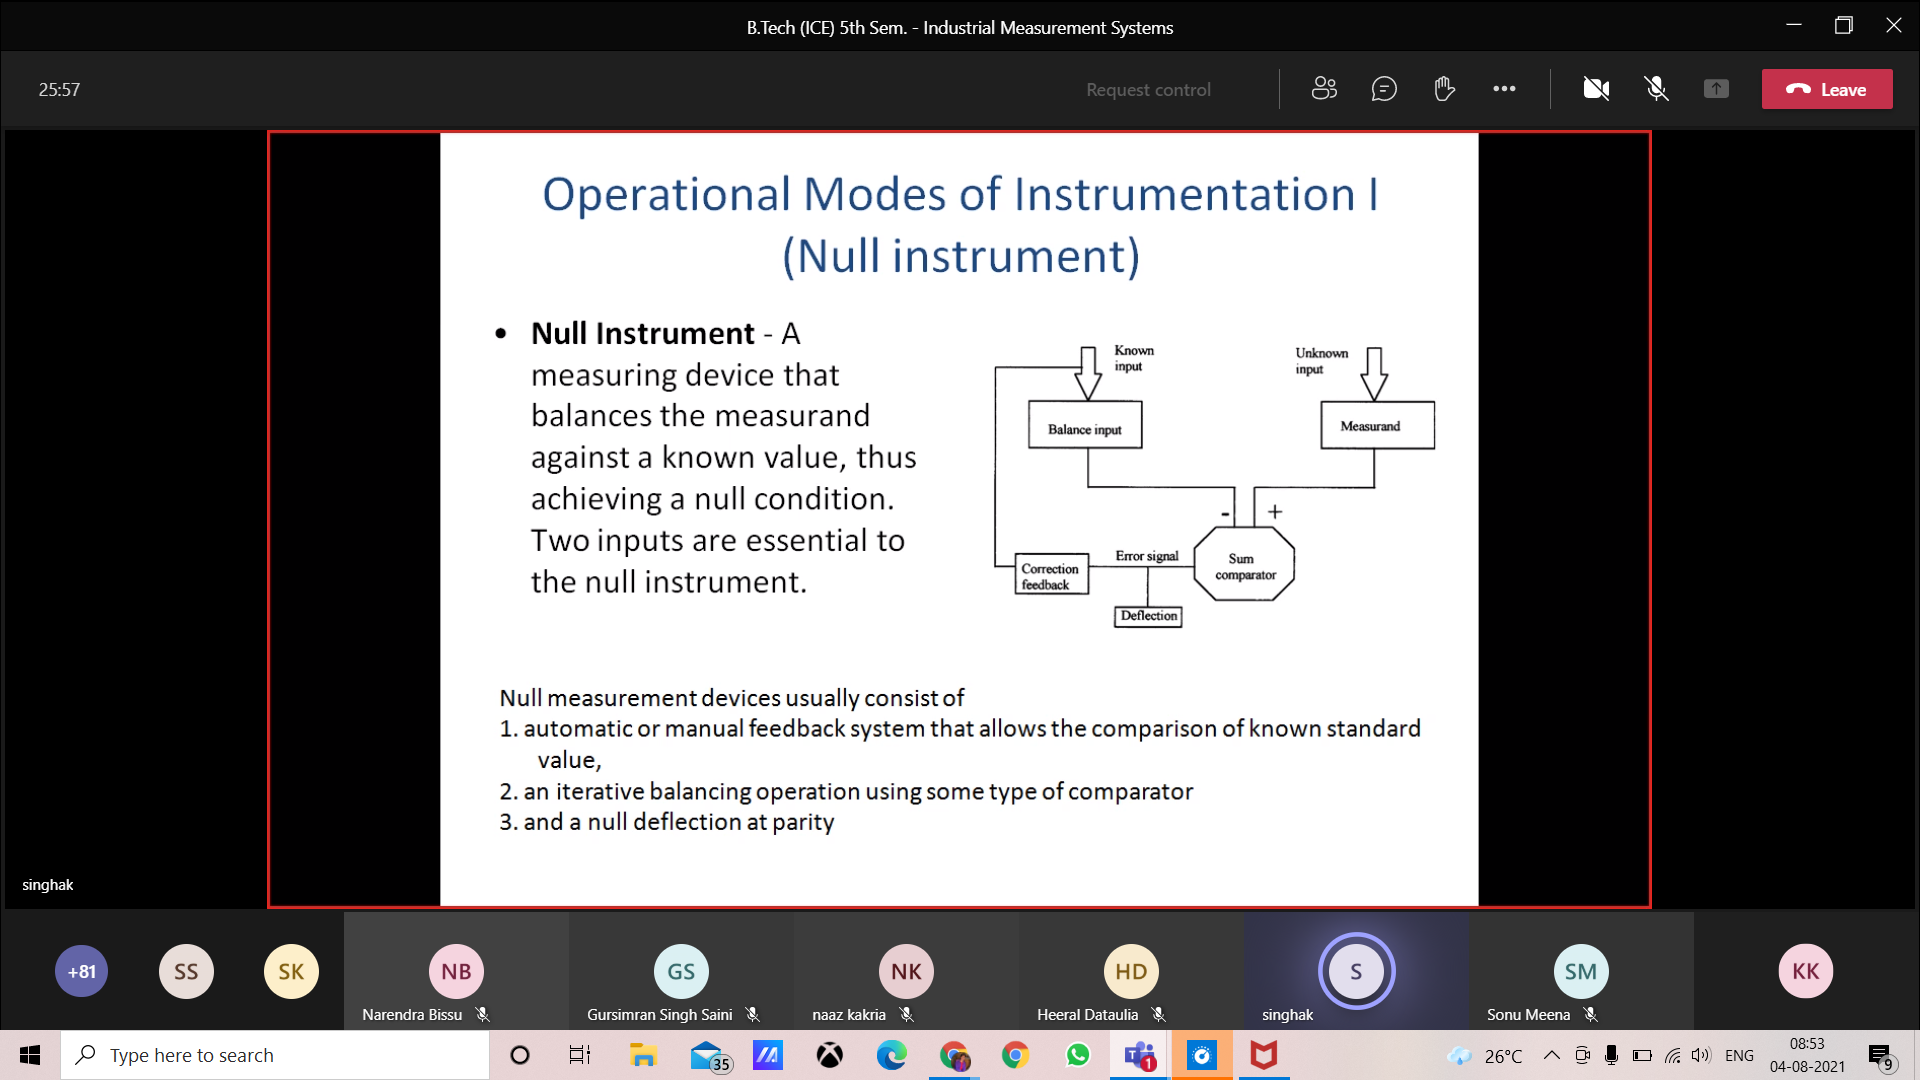 B.Tech (ICE) 5th Sem. - Industrial Measurement Systems
25:57
Request control
Leave
Operational Modes of Instrumentation I
(Null instrument)
• Null Instrument - A
measuring device that
balances the measurand
against a known value, thus
achieving a null condition.
Two inputs are essential to
the null instrument.
Known
input
Unknown
input
Balance input
Measurand
- +
Error signal
Sum
comparator
Correction
feedback
Deflection
Null measurement devices usually consist of
1. automatic or manual feedback system that allows the comparison of known standard
value,
2. an iterative balancing operation using some type of comparator
3. and a null deflection at parity
singhak
+81
SS
SK
NB
GS
NK
HD
S
SM
KK
Narendra Bissu
Gursimran Singh Saini
naaz kakria
Heeral Dataulia
singhak
Sonu Meena
Type here to search
35
1
26°C
ENG
08:53
04-08-2021
9